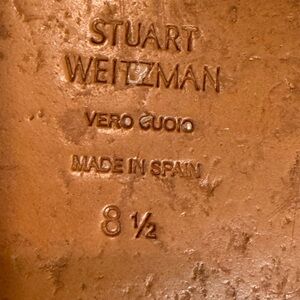 STUART
WEITZMAN
VERO CUOIO
MADE IN SPAIN
8 ½